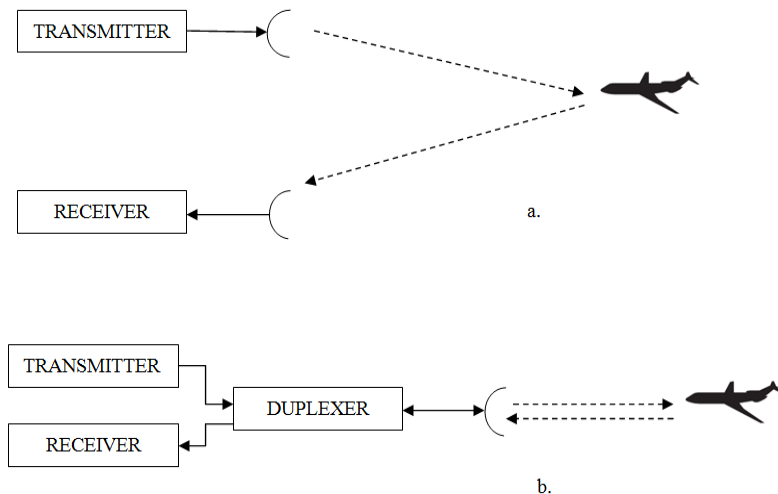 TRANSMITTER
RECEIVER
a.
TRANSMITTER
DUPLEXER
RECEIVER
b.